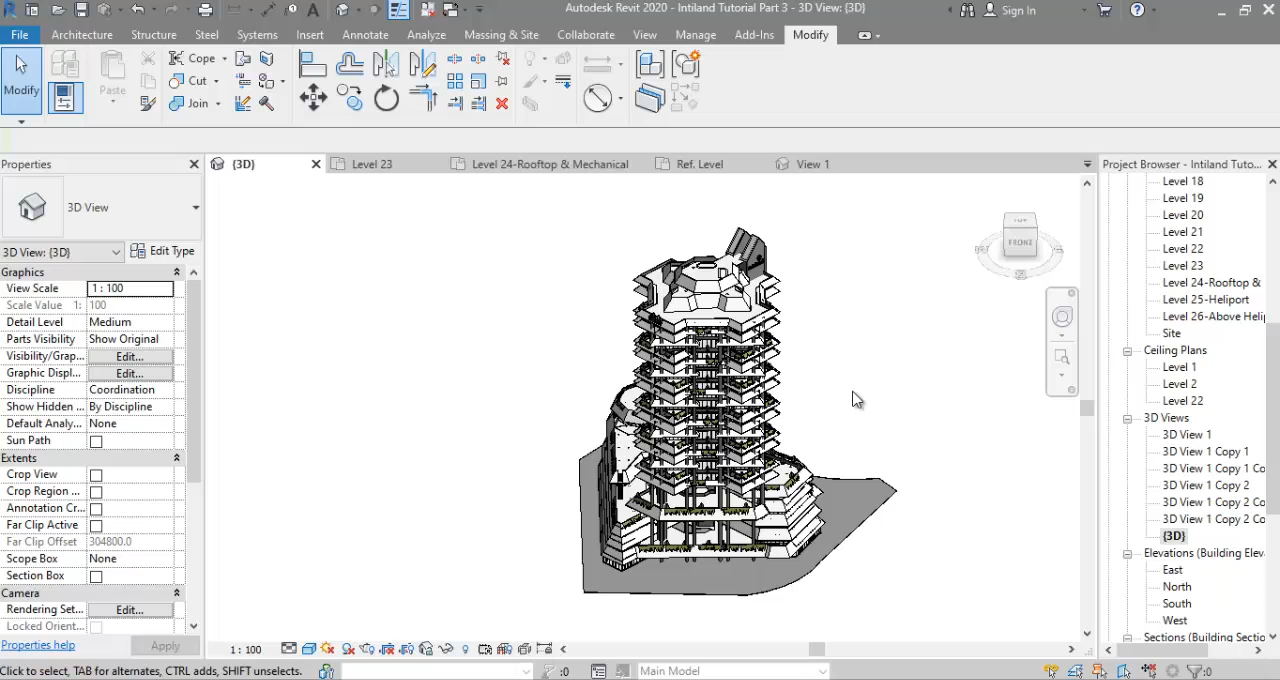 Autodesk Revit 2020 - Intiland Tutorial Part 3 - 3D View: {3D}
Sign In
File Architecture Structure Steel Systems Insert Annotate Analyze Massing & Site Collaborate View Manage Add-Ins Modify
Modify
Paste
Cope
Cut
Join
Properties
{3D}
Level 23
Level 24-Rooftop & Mechanical
Ref. Level
View 1
Project Browser - Intiland Tuto...
3D View
3D View: {3D}
Edit Type
Graphics
View Scale 1 : 100
Scale Value 1: 100
Detail Level Medium
Parts Visibility Show Original
Visibility/Grap... Edit...
Graphic Displ... Edit...
Discipline Coordination
Show Hidden ... By Discipline
Default Analy... None
Sun Path
Extents
Crop View
Crop Region ...
Annotation Cr...
Far Clip Active
Far Clip Offset 304800.0
Scope Box None
Section Box
Camera
Rendering Set... Edit...
Locked Orient...
Properties help
Apply
TOP
FRONT
Level 18
Level 19
Level 20
Level 21
Level 22
Level 23
Level 24-Rooftop &
Level 25-Heliport
Level 26-Above Heli
Site
Ceiling Plans
Level 1
Level 2
Level 22
3D Views
3D View 1
3D View 1 Copy 1
3D View 1 Copy 1 Co
3D View 1 Copy 2
3D View 1 Copy 2 Co
3D View 1 Copy 2 Co
{3D}
Elevations (Building Elev
East
North
South
West
Sections (Building Sectio
1 : 100
Click to select, TAB for alternates, CTRL adds, SHIFT unselects.
:0
Main Model
:0